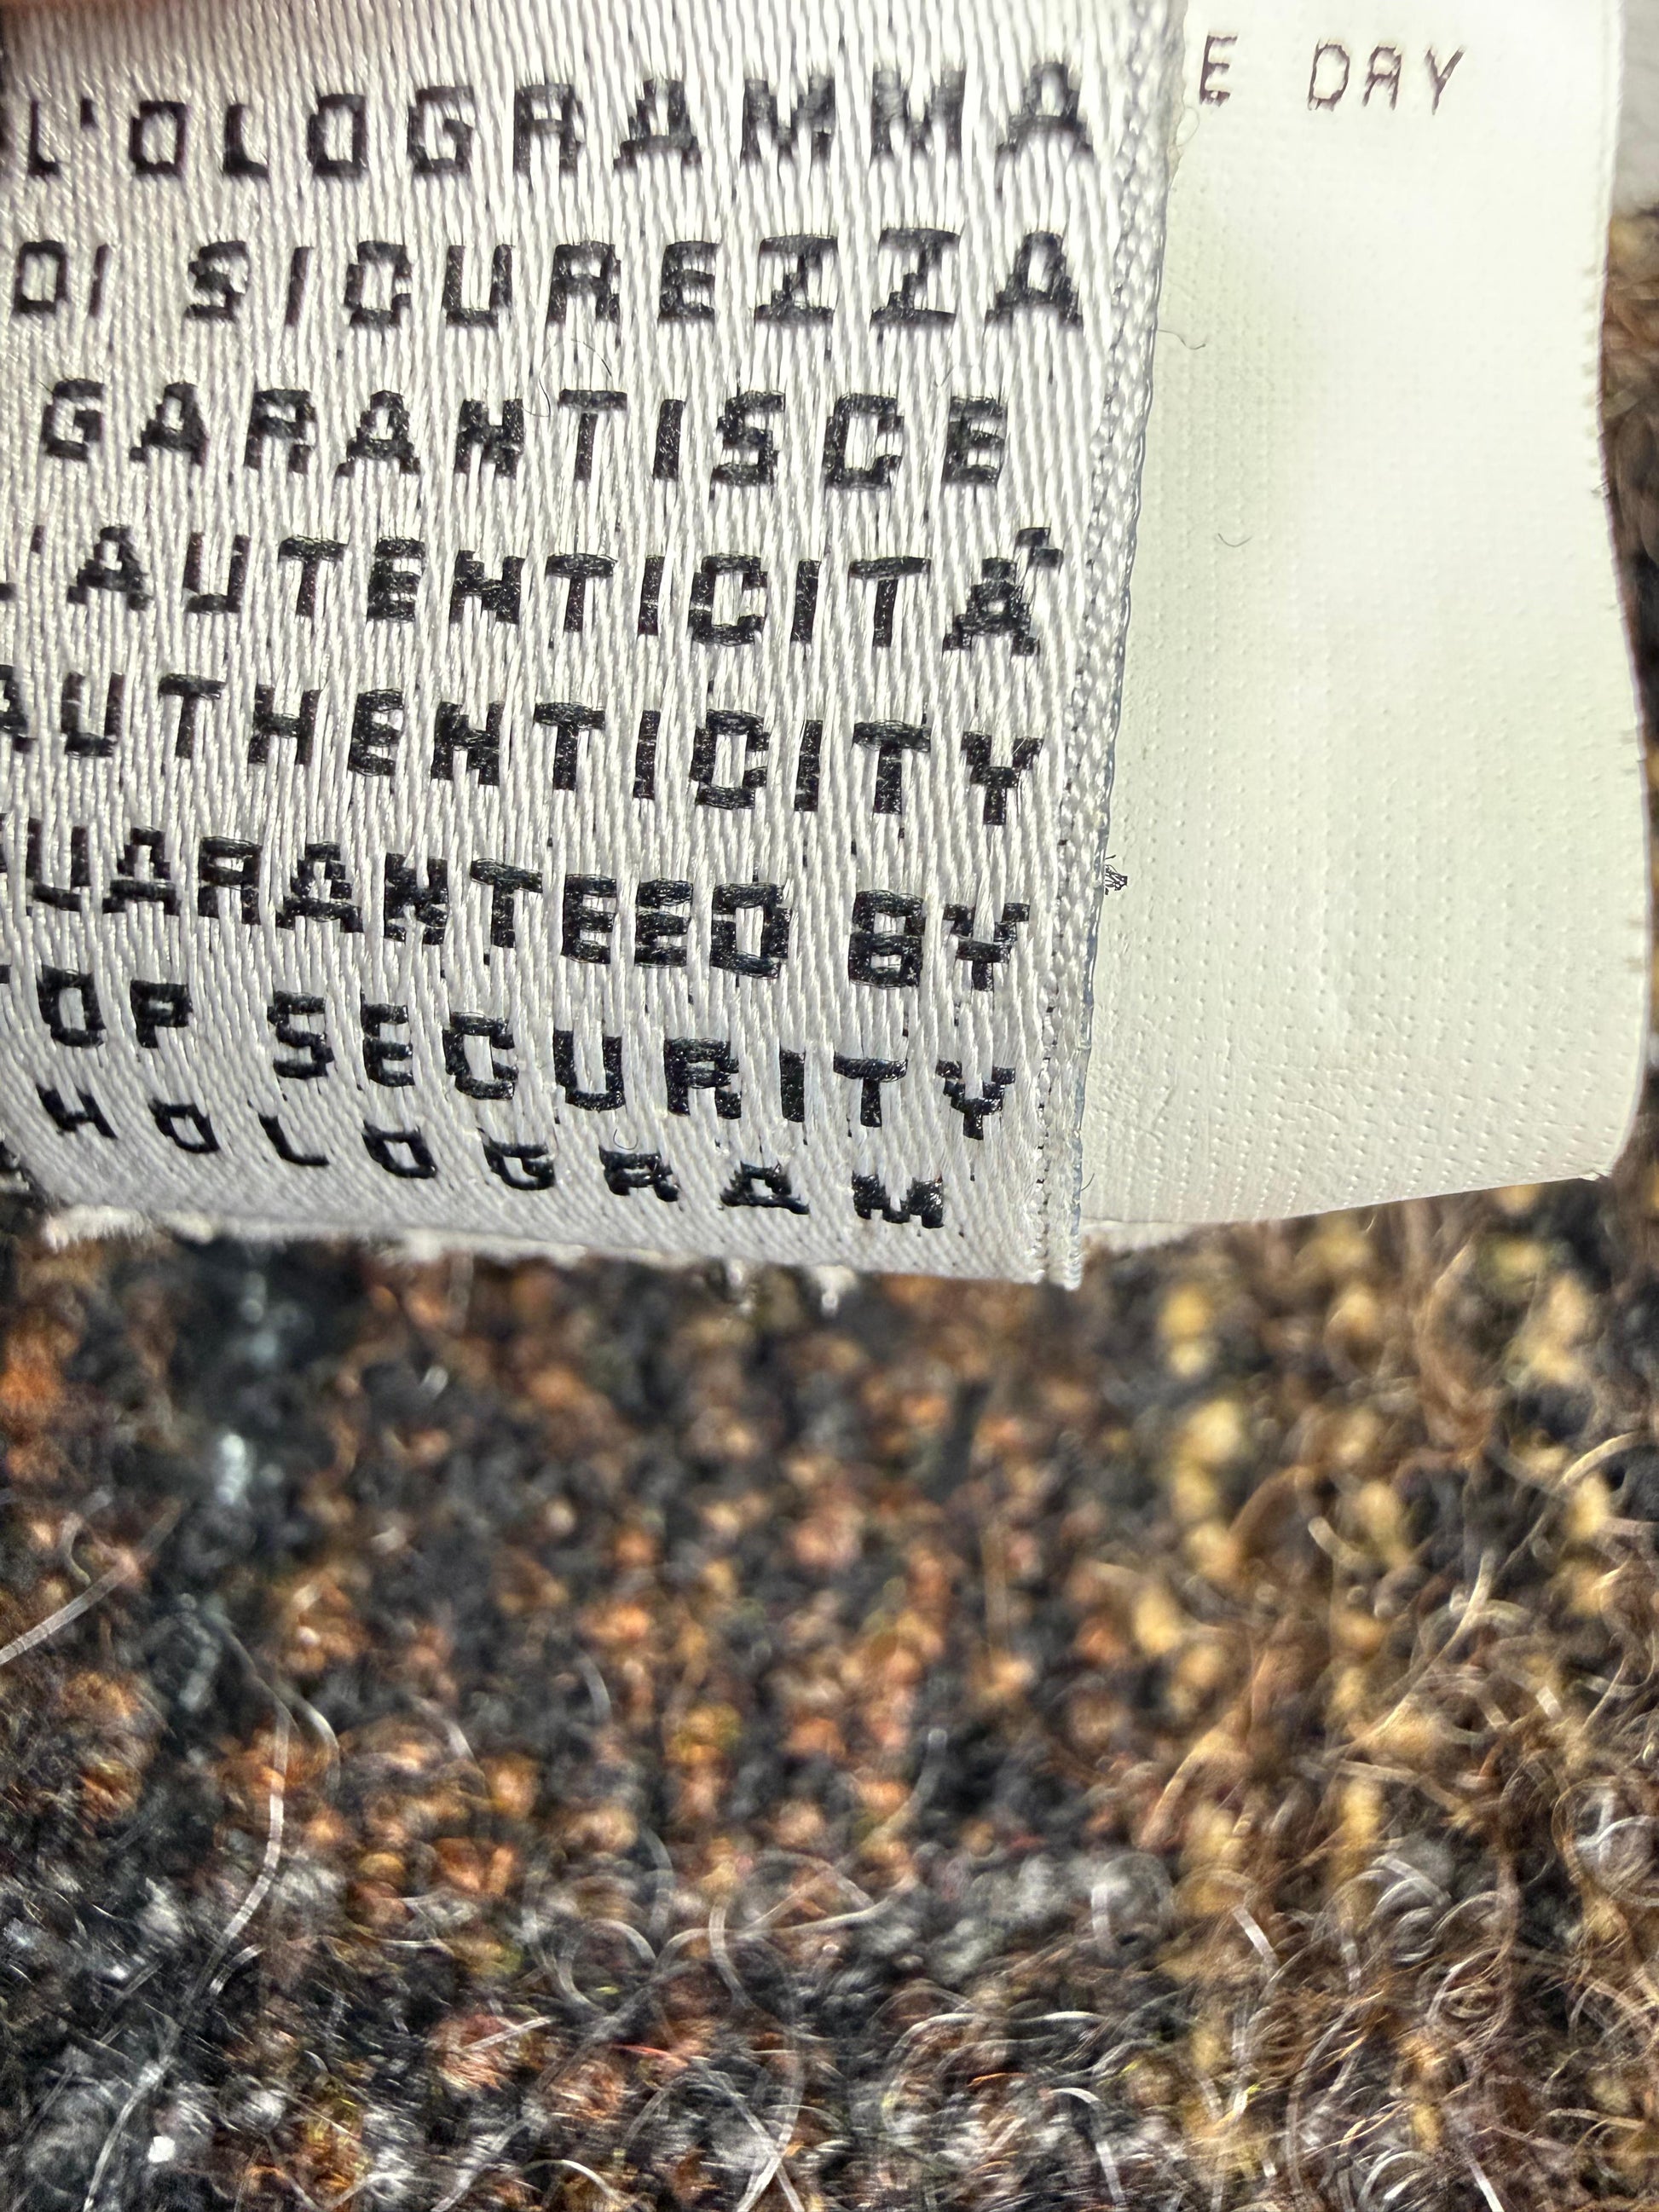 E DAY
L'OLOGRAMMA
DI SICUREZZA
GARANTISCE
L'AUTENTICITÀ
AUTHENTICITY
GUARANTEED BY
TOP SECURITY
HOLOGRAM